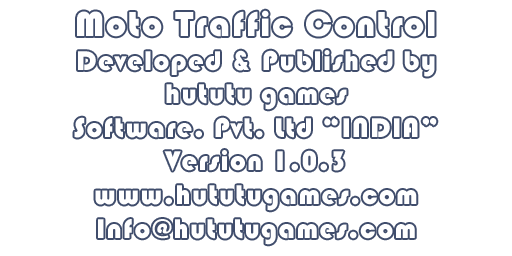 Moto Traffic Control
Developed & Published by
hututu games
Software. Pvt. Ltd "INDIA"
Version 1.0.3
www.hututugames.com
Info@hututugames.com